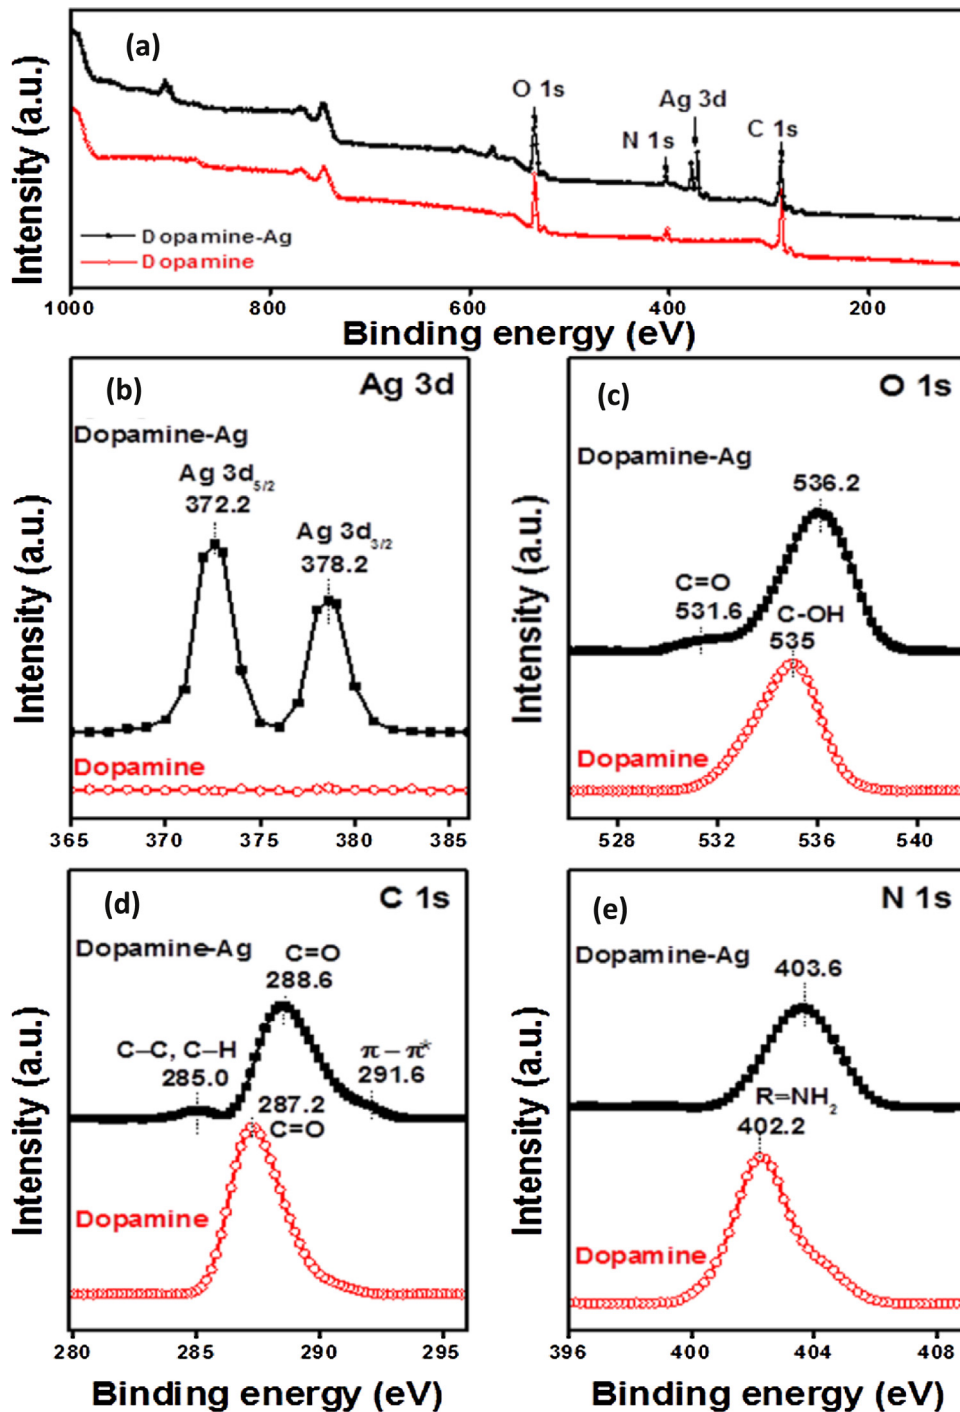 (a)
O 1s
Ag 3d
N 1s
C 1s
Dopamine-Ag
Dopamine
Intensity (a.u.)
1000 800 600 400 200
Binding energy (eV)
(b)
Ag 3d
Dopamine-Ag
Ag 3d5/2
372.2
Ag 3d3/2
378.2
Dopamine
Intensity (a.u.)
365 370 375 380 385
(c)
O 1s
Dopamine-Ag
536.2
C=O
531.6
C-OH
535
Dopamine
Intensity (a.u.)
528 532 536 540
(d)
C 1s
Dopamine-Ag
C=O
288.6
C–C, C–H
285.0
π – π*
291.6
287.2
C=O
Dopamine
Intensity (a.u.)
280 285 290 295
Binding energy (eV)
(e)
N 1s
Dopamine-Ag
403.6
R=NH2
402.2
Dopamine
Intensity (a.u.)
396 400 404 408
Binding energy (eV)